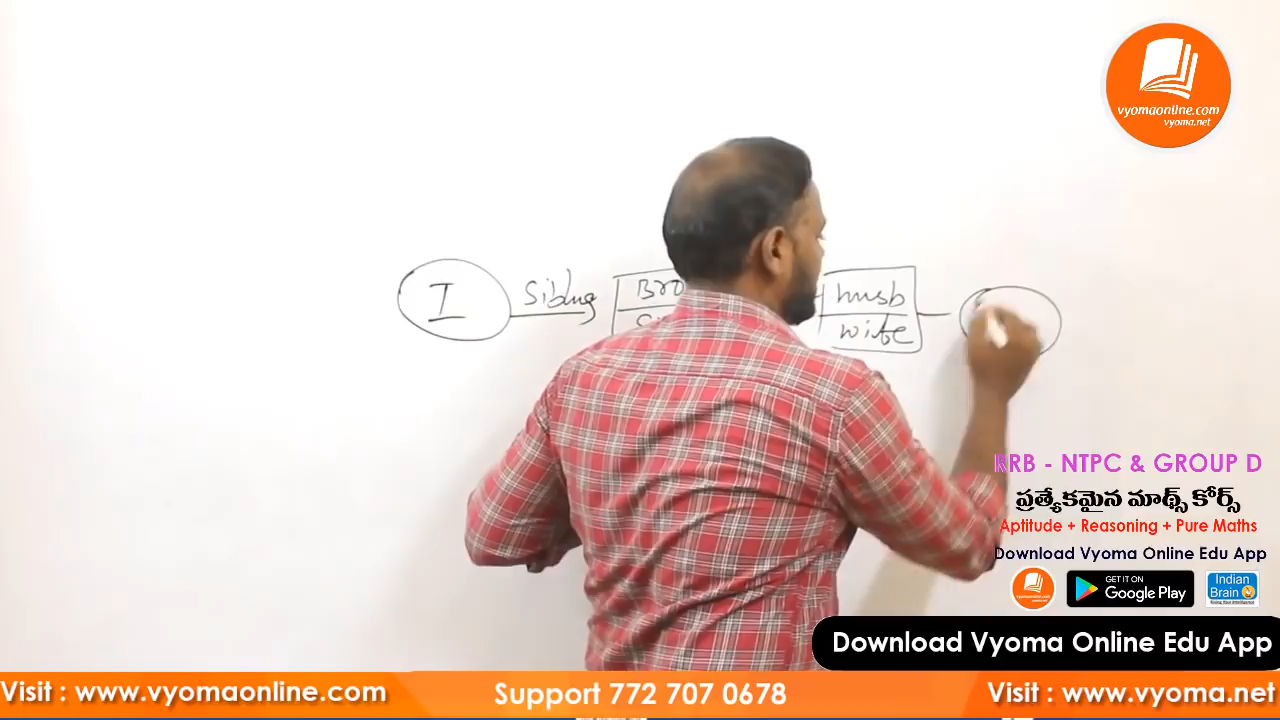 vyomaonline.com
vyoma.net
I
Sibling
husb
wife
RRB - NTPC & GROUP D
ప్రత్యేకమైన మాథ్స్ కోర్స్
Aptitude + Reasoning + Pure Maths
Download Vyoma Online Edu App
vyomaonline.com
GET IT ON
Google Play
Indian
Brain
Download Vyoma Online Edu App
Visit : www.vyomaonline.com
Support 772 707 0678
Visit : www.vyoma.net